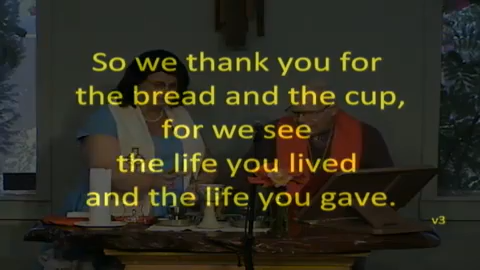 So we thank you for
the bread and the cup,
for we see
the life you lived
and the life you gave.
v3